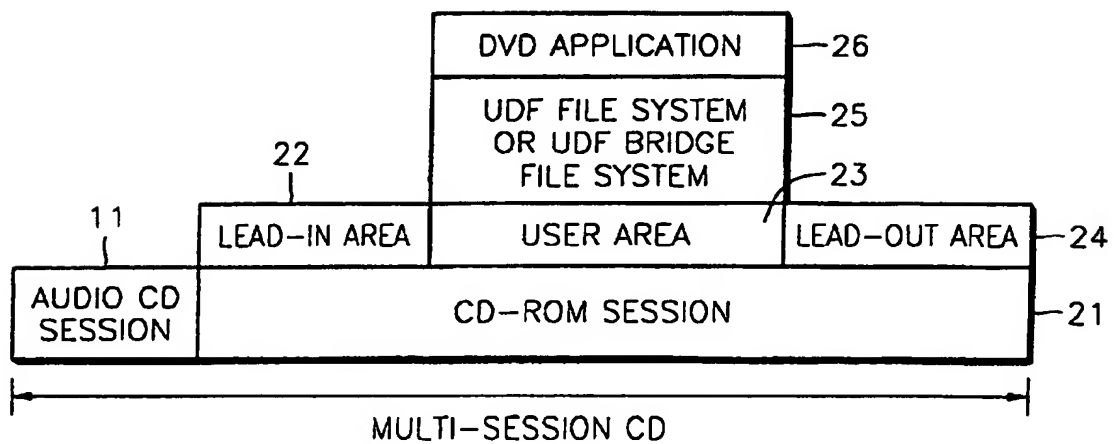 DVD APPLICATION
26
UDF FILE SYSTEM
OR UDF BRIDGE
FILE SYSTEM
25
22
23
11
LEAD-IN AREA
USER AREA
LEAD-OUT AREA
24
AUDIO CD
SESSION
CD-ROM SESSION
21
MULTI-SESSION CD